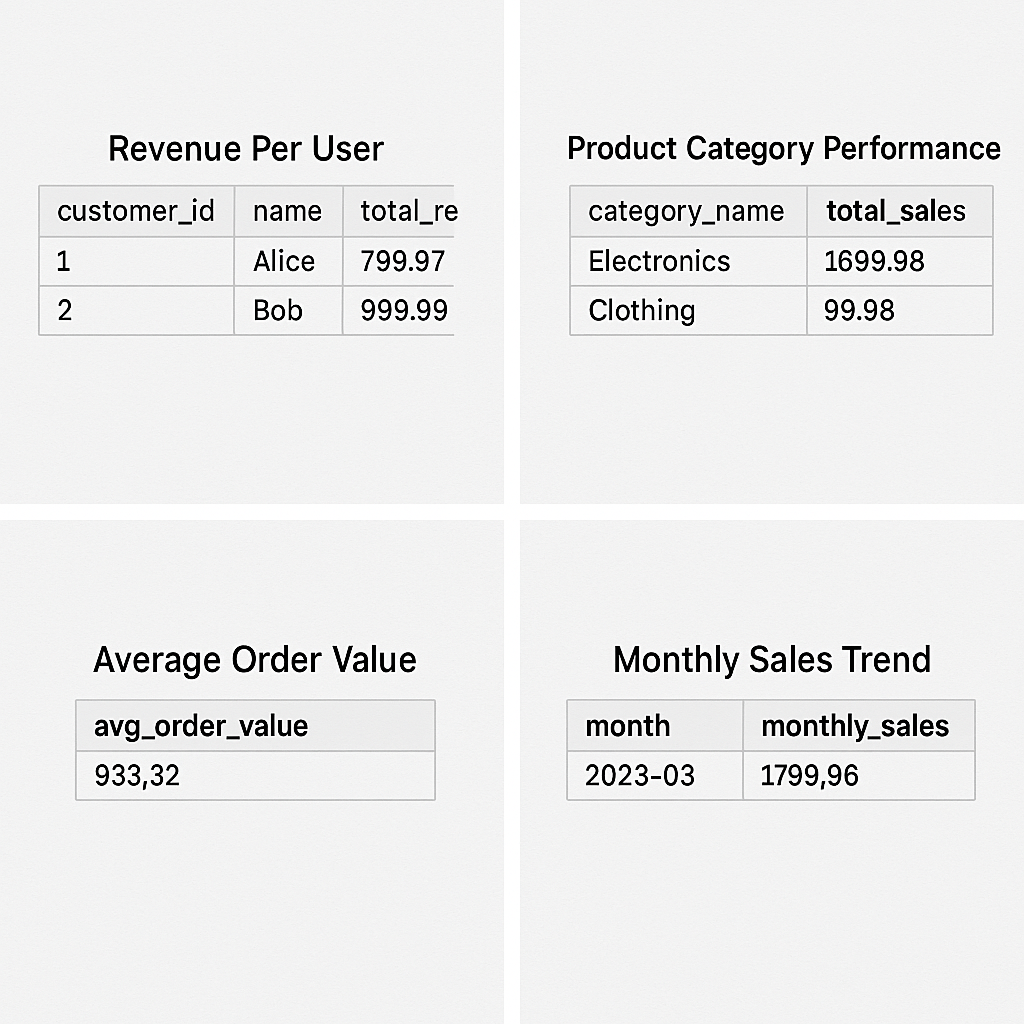 Revenue Per User
customer_id name total_re
1 Alice 799.97
2 Bob 999.99
Product Category Performance
category_name total_sales
Electronics 1699.98
Clothing 99.98
Average Order Value
avg_order_value
933,32
Monthly Sales Trend
month monthly_sales
2023-03 1799,96